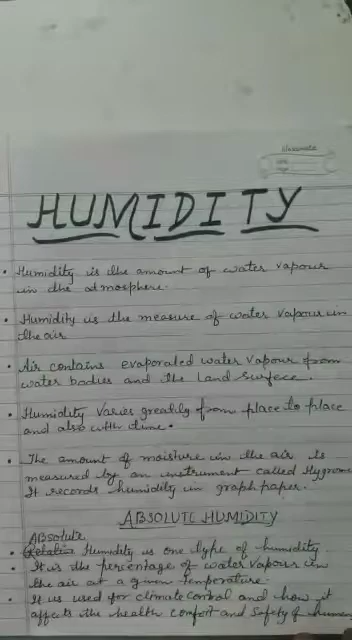 classmate
HUMIDITY
• Humidity is the amount of water vapour
in the atmosphere.
• Humidity is the measure of water vapour in
the air
• Air contains evaporated water vapour from
water bodies and the land surface.
• Humidity varies greatly from place to place
and also with time.
• The amount of moisture in the air is
measured by an instrument called Hygrome
It records humidity in graph paper.
ABSOLUTE HUMIDITY
Absolute
• Humidity is one type of humidity.
• It is the percentage of water vapour in
the air at a given temperature.
• It is used for climate control and how it
affects the health comfort and safety of human